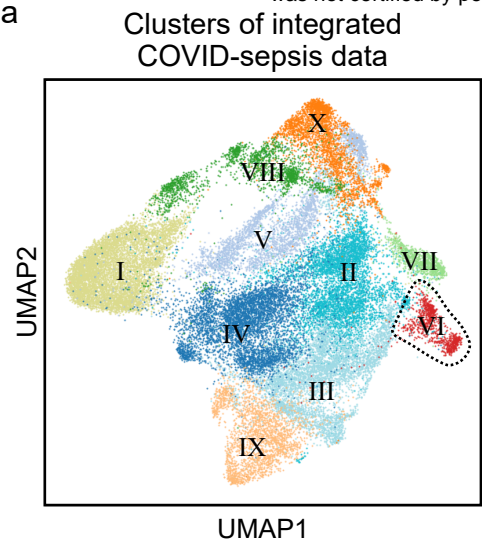 a
Clusters of integrated
COVID-sepsis data
X
VIII
V
VII
I
II
VI
IV
III
IX
UMAP2
UMAP1